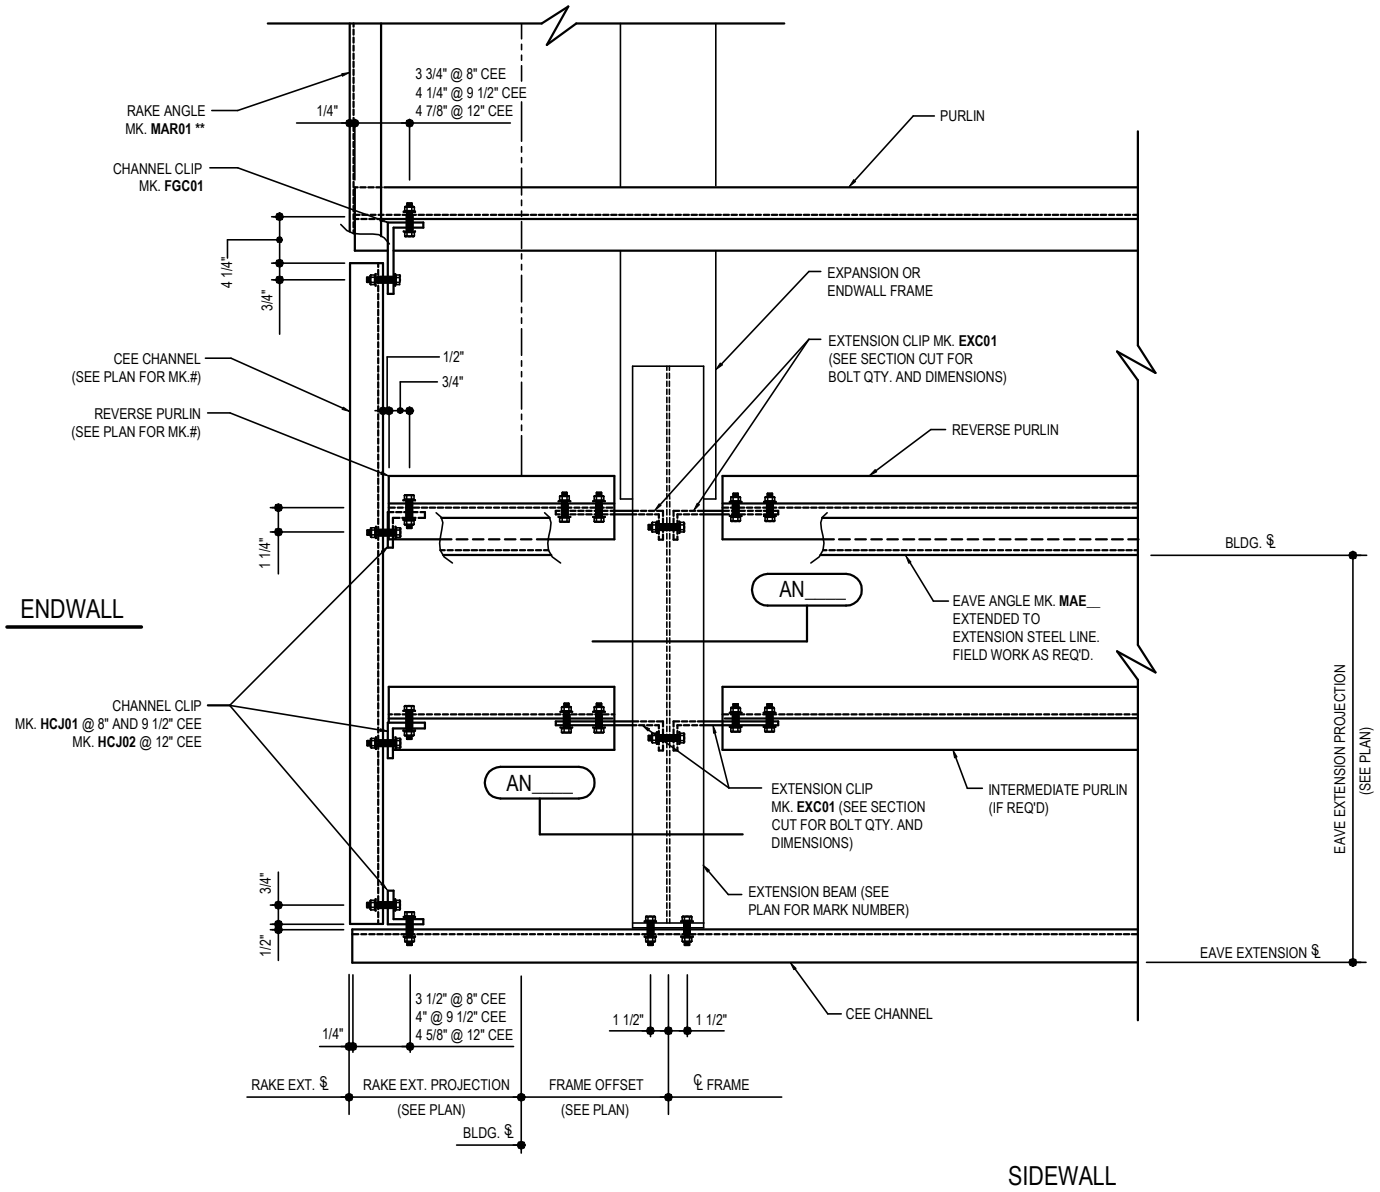 3 3/4" @ 8" CEE
4 1/4" @ 9 1/2" CEE
4 7/8" @ 12" CEE
1/4"
RAKE ANGLE
MK. MAR01 **
PURLIN
CHANNEL CLIP
MK. FGC01
4 1/4"
3/4"
EXPANSION OR
ENDWALL FRAME
EXTENSION CLIP MK. EXC01
(SEE SECTION CUT FOR
BOLT QTY. AND DIMENSIONS)
CEE CHANNEL
(SEE PLAN FOR MK.#)
1/2"
3/4"
REVERSE PURLIN
(SEE PLAN FOR MK.#)
REVERSE PURLIN
1 1/4"
BLDG. SL
AN____
EAVE ANGLE MK. MAE__
EXTENDED TO
EXTENSION STEEL LINE.
FIELD WORK AS REQ'D.
ENDWALL
CHANNEL CLIP
MK. HCJ01 @ 8" AND 9 1/2" CEE
MK. HCJ02 @ 12" CEE
EAVE EXTENSION PROJECTION
(SEE PLAN)
AN____
EXTENSION CLIP
MK. EXC01 (SEE SECTION
CUT FOR BOLT QTY. AND
DIMENSIONS)
INTERMEDIATE PURLIN
(IF REQ'D)
3/4"
1/2"
EXTENSION BEAM (SEE
PLAN FOR MARK NUMBER)
EAVE EXTENSION SL
CEE CHANNEL
3 1/2" @ 8" CEE
4" @ 9 1/2" CEE
4 5/8" @ 12" CEE
1/4"
1 1/2"
1 1/2"
RAKE EXT. SL
RAKE EXT. PROJECTION
(SEE PLAN)
FRAME OFFSET
(SEE PLAN)
℄ FRAME
BLDG. SL
SIDEWALL